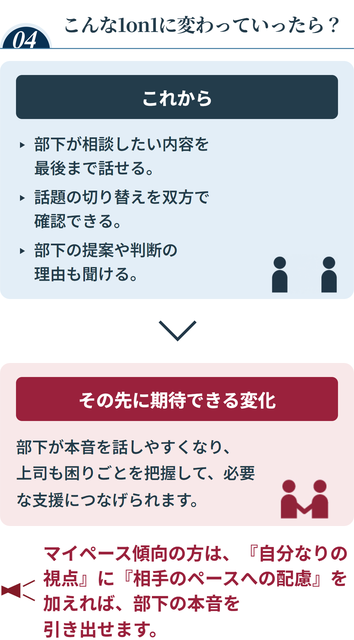 04
こんな1on1に変わっていったら？
これから
▸ 部下が相談したい内容を
最後まで話せる。
▸ 話題の切り替えを双方で
確認できる。
▸ 部下の提案や判断の
理由も聞ける。
その先に期待できる変化
部下が本音を話しやすくなり、
上司も困りごとを把握して、必要
な支援につなげられます。
マイペース傾向の方は、『自分なりの
視点』に『相手のペースへの配慮』を
加えれば、部下の本音を
引き出せます。